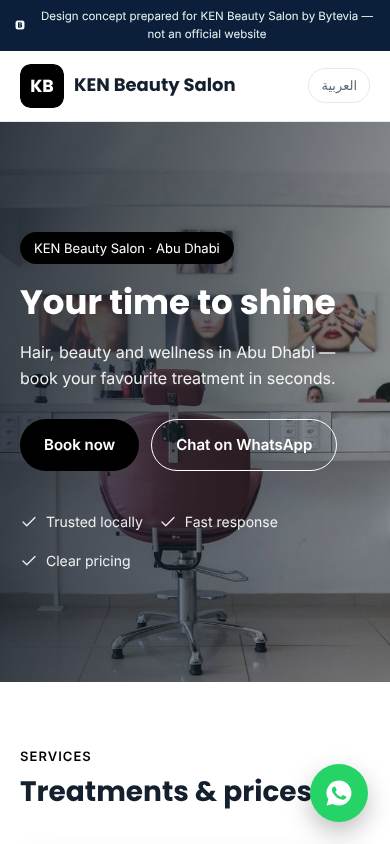 Design concept prepared for KEN Beauty Salon by Bytevia —
not an official website
KB
KEN Beauty Salon
العربية
KEN Beauty Salon · Abu Dhabi
Your time to shine
Hair, beauty and wellness in Abu Dhabi —
book your favourite treatment in seconds.
Book now
Chat on WhatsApp
Trusted locally
Fast response
Clear pricing
SERVICES
Treatments & prices